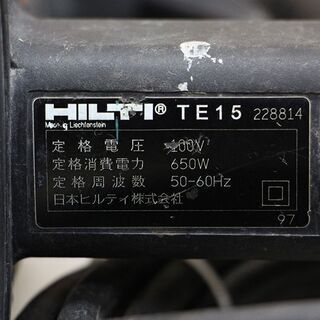 HILTI® TE15 228814
Made in Liechtenstein
定格電圧 100V
定格消費電力 650W
定格周波数 50-60Hz
日本ヒルティ株式会社
97